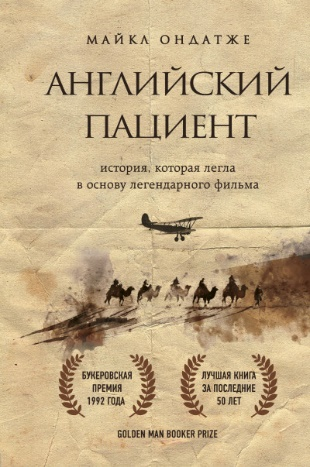 МАЙКЛ ОНДАТЖЕ
АНГЛИЙСКИЙ
ПАЦИЕНТ
история, которая легла
в основу легендарного фильма
БУКЕРОВСКАЯ
ПРЕМИЯ
1992 ГОДА
ЛУЧШАЯ КНИГА
ЗА ПОСЛЕДНИЕ
50 ЛЕТ
GOLDEN MAN BOOKER PRIZE